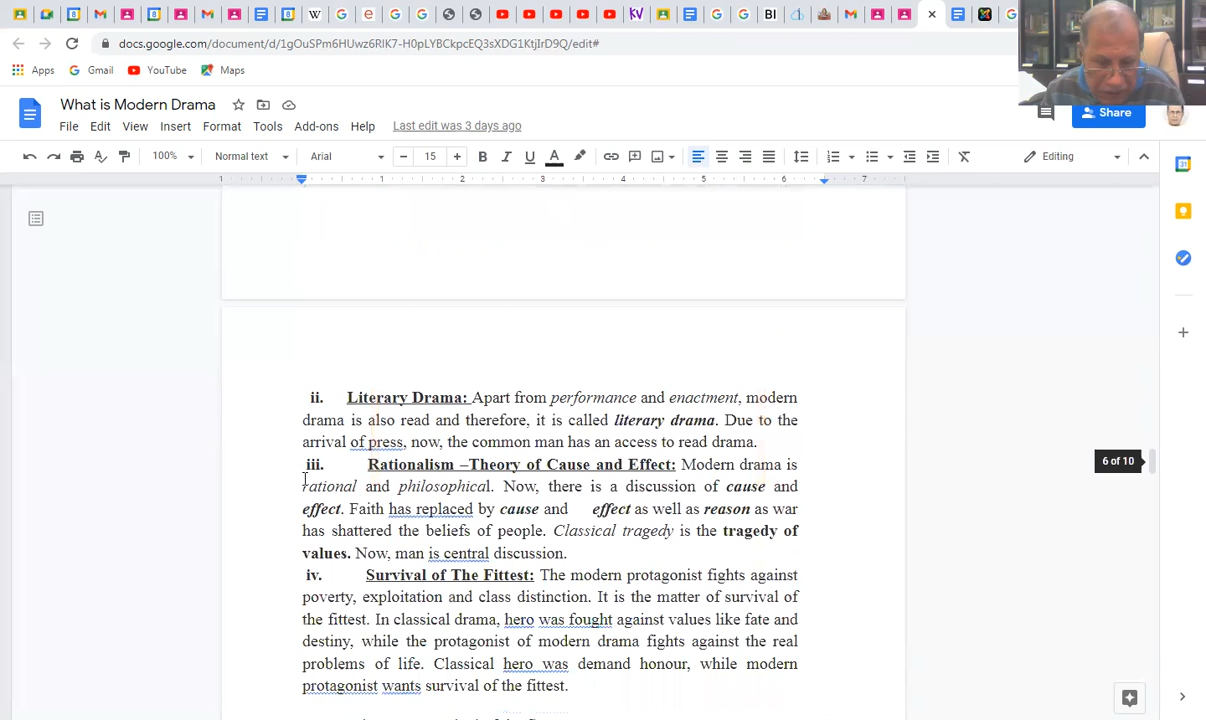 docs.google.com/document/d/1gOuSPm6HUwz6RlK7-H0pLYBCkpcEQ3sXDG1KtjIrD9Q/edit#
Apps Gmail YouTube Maps
What is Modern Drama
File Edit View Insert Format Tools Add-ons Help Last edit was 3 days ago
Share
100% Normal text Arial 15 B I U A Editing
1 1 2 3 4 5 6 7
ii. Literary Drama: Apart from performance and enactment, modern
drama is also read and therefore, it is called literary drama. Due to the
arrival of press, now, the common man has an access to read drama.
iii. Rationalism –Theory of Cause and Effect: Modern drama is
rational and philosophical. Now, there is a discussion of cause and
effect. Faith has replaced by cause and effect as well as reason as war
has shattered the beliefs of people. Classical tragedy is the tragedy of
values. Now, man is central discussion.
iv. Survival of The Fittest: The modern protagonist fights against
poverty, exploitation and class distinction. It is the matter of survival of
the fittest. In classical drama, hero was fought against values like fate and
destiny, while the protagonist of modern drama fights against the real
problems of life. Classical hero was demand honour, while modern
protagonist wants survival of the fittest.
6 of 10